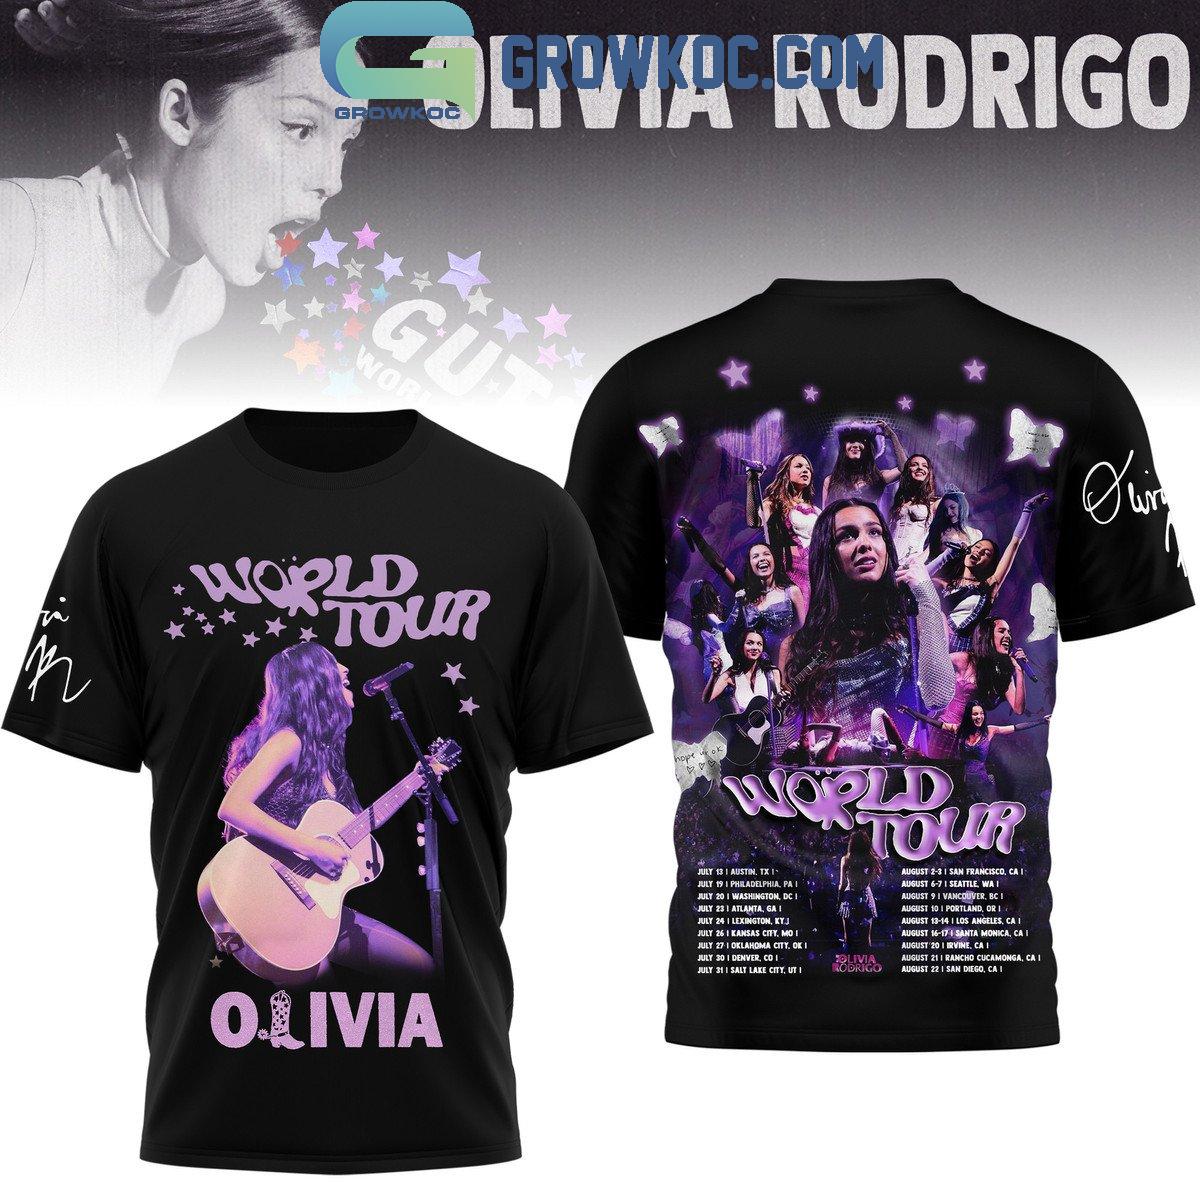 GROWKOC.COM
GROWKOC
OLIVIA RODRIGO
GUTS
WORLD
TOUR
OLIVIA
hope ur ok
WORLD
TOUR
JULY 13 | AUSTIN, TX |
JULY 19 | PHILADELPHIA, PA |
JULY 20 | WASHINGTON, DC |
JULY 23 | ATLANTA, GA |
JULY 24 | LEXINGTON, KY |
JULY 26 | KANSAS CITY, MO |
JULY 27 | OKLAHOMA CITY, OK |
JULY 30 | DENVER, CO |
JULY 31 | SALT LAKE CITY, UT |
AUGUST 2-3 | SAN FRANCISCO, CA |
AUGUST 6-7 | SEATTLE, WA |
AUGUST 9 | VANCOUVER, BC |
AUGUST 10 | PORTLAND, OR |
AUGUST 13-14 | LOS ANGELES, CA |
AUGUST 16-17 | SANTA MONICA, CA |
AUGUST 20 | IRVINE, CA |
AUGUST 21 | RANCHO CUCAMONGA, CA |
AUGUST 22 | SAN DIEGO, CA |
OLIVIA
RODRIGO